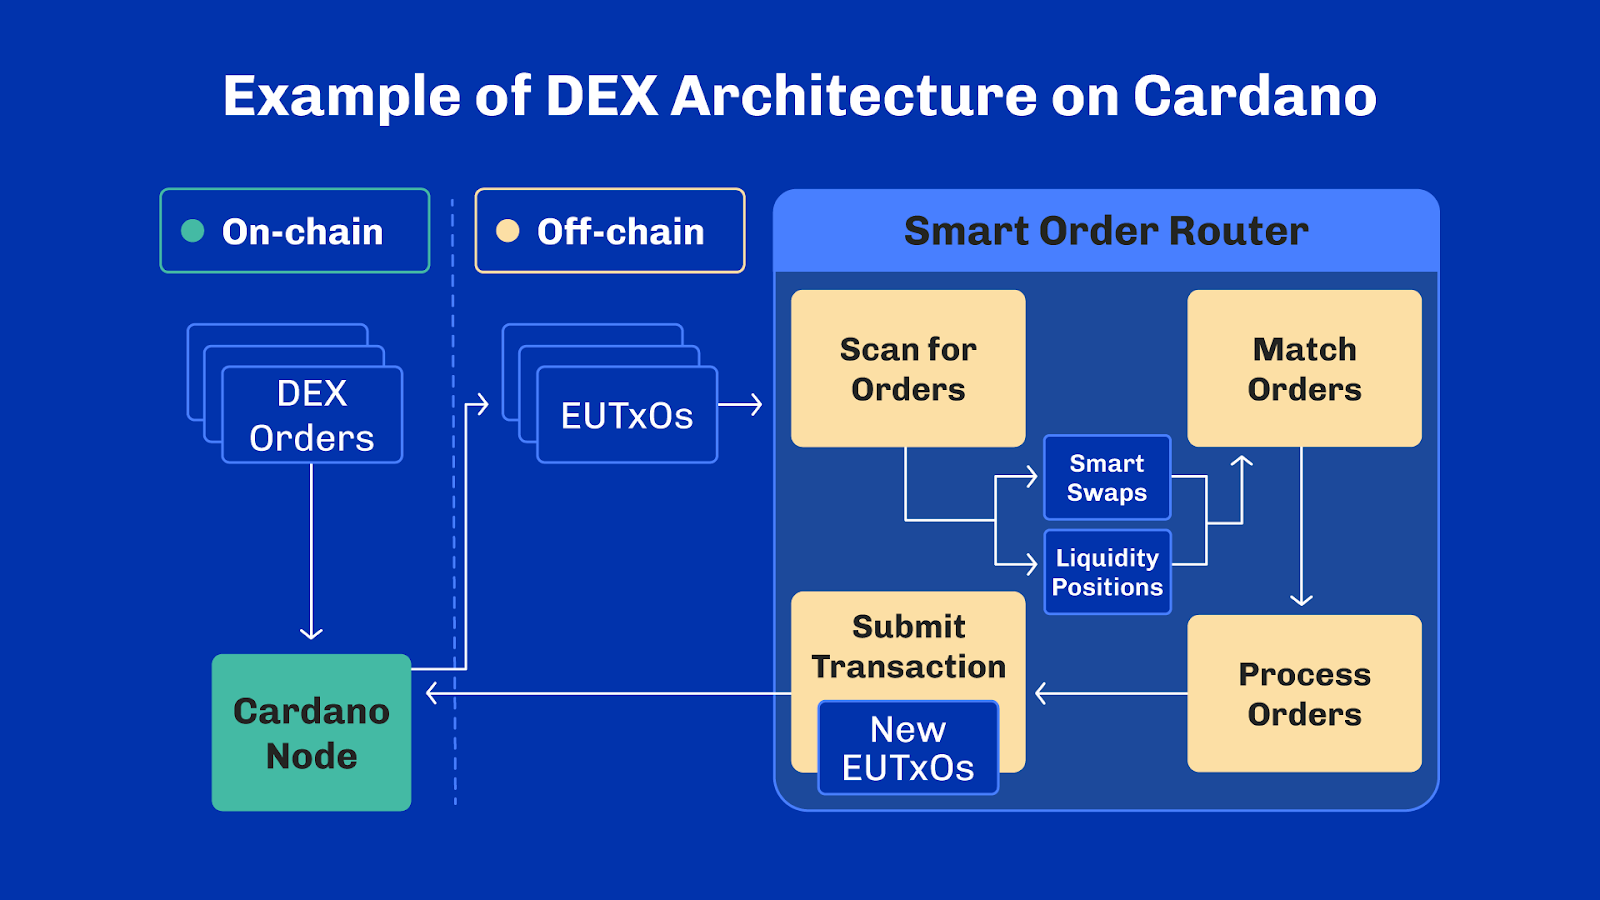 Example of DEX Architecture on Cardano
On-chain
Off-chain
Smart Order Router
DEX
Orders
EUTxOs
Scan for
Orders
Match
Orders
Smart
Swaps
Liquidity
Positions
Submit
Transaction
New
EUTxOs
Process
Orders
Cardano
Node